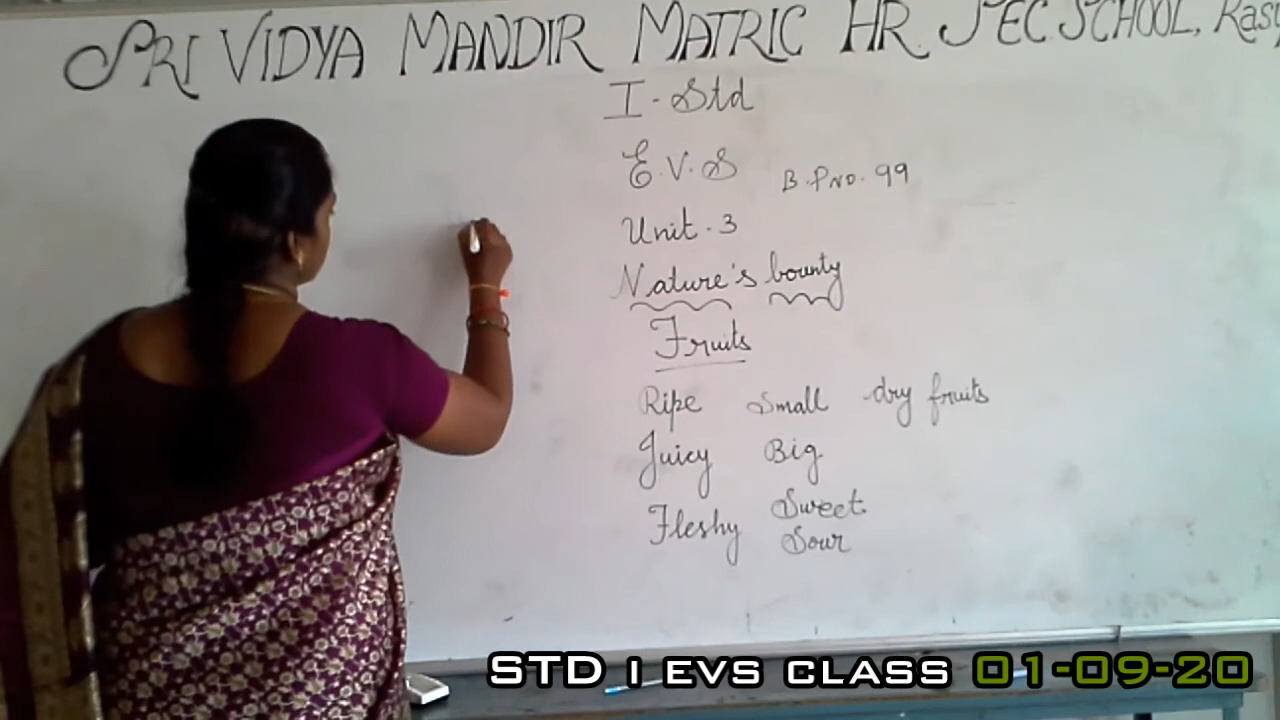 SRI VIDYA MANDIR MATRIC HR. SEC. SCHOOL,
I - Std
E.V.S B.P NO. 99
Unit - 3
Nature's bounty
Fruits
Ripe Small dry fruits
Juicy Big
Fleshy Sweet
Sour
STD I EVS CLASS 01-09-20